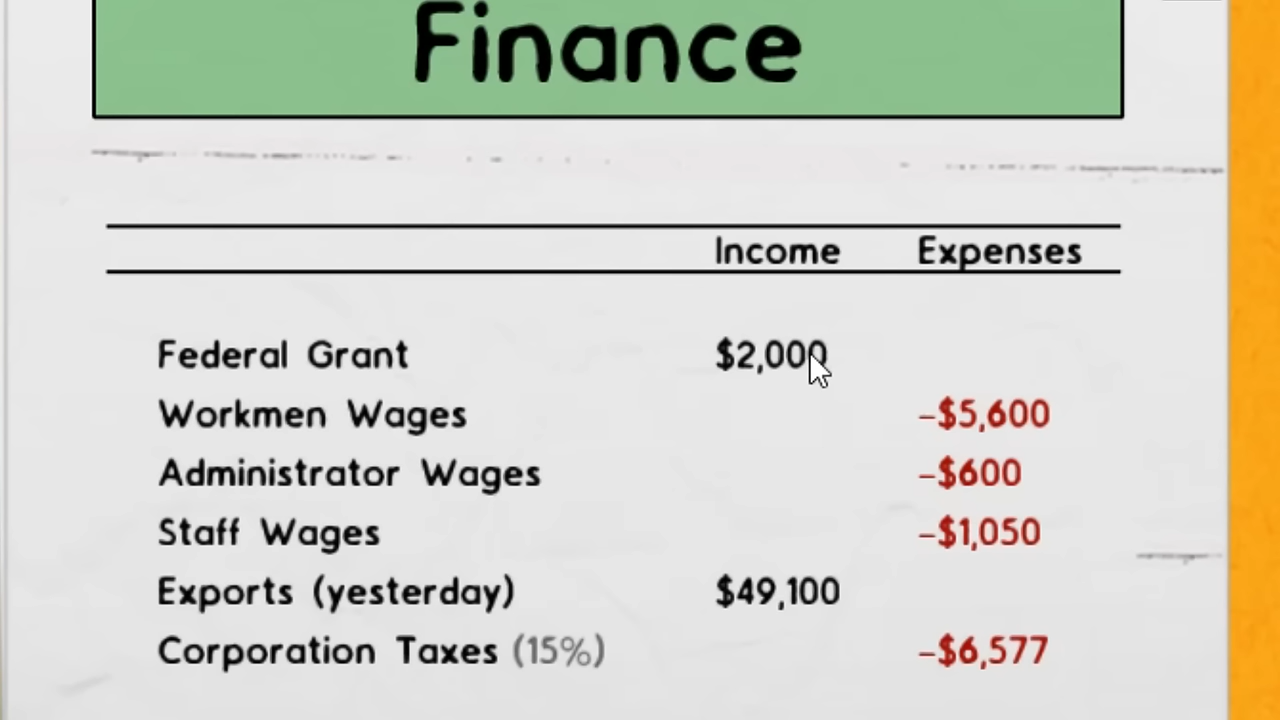 Finance
Income Expenses
Federal Grant $2,000
Workmen Wages -$5,600
Administrator Wages -$600
Staff Wages -$1,050
Exports (yesterday) $49,100
Corporation Taxes (15%) -$6,577